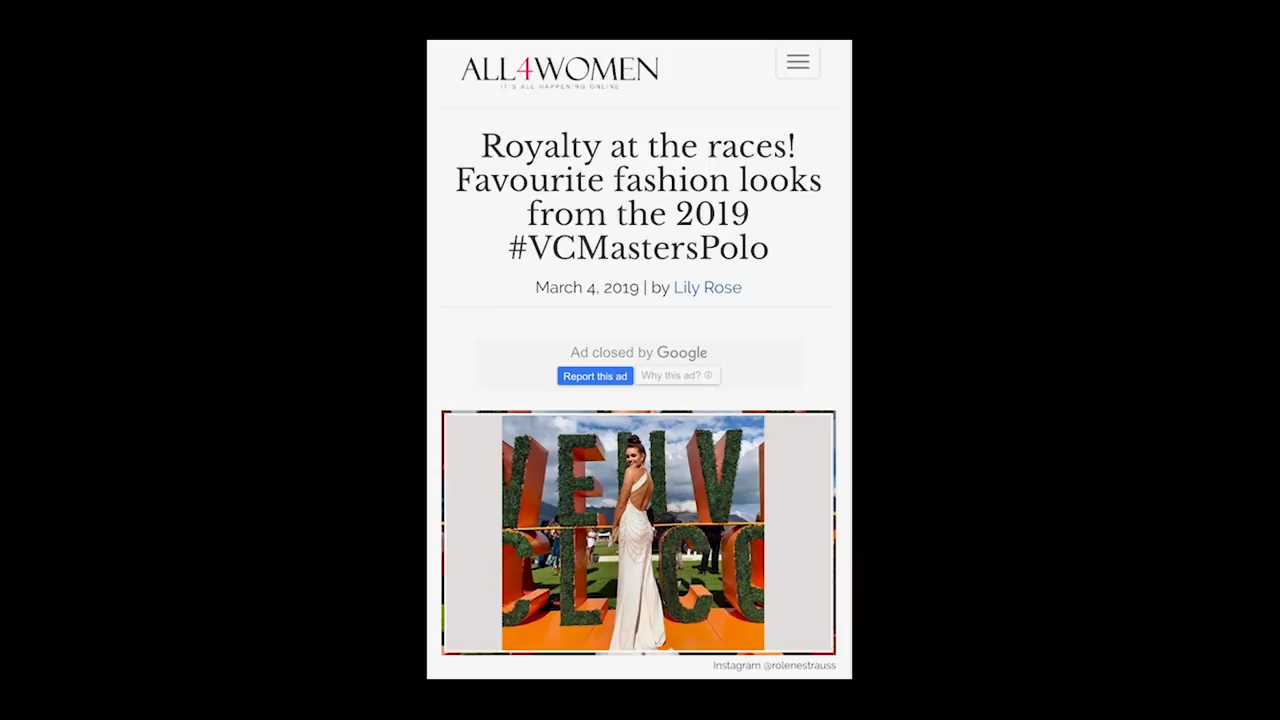 ALL4WOMEN
IT'S ALL HAPPENING ONLINE
Royalty at the races!
Favourite fashion looks
from the 2019
#VCMastersPolo
March 4, 2019 | by Lily Rose
Ad closed by Google
Report this ad
Why this ad?
Instagram @rolenestrauss